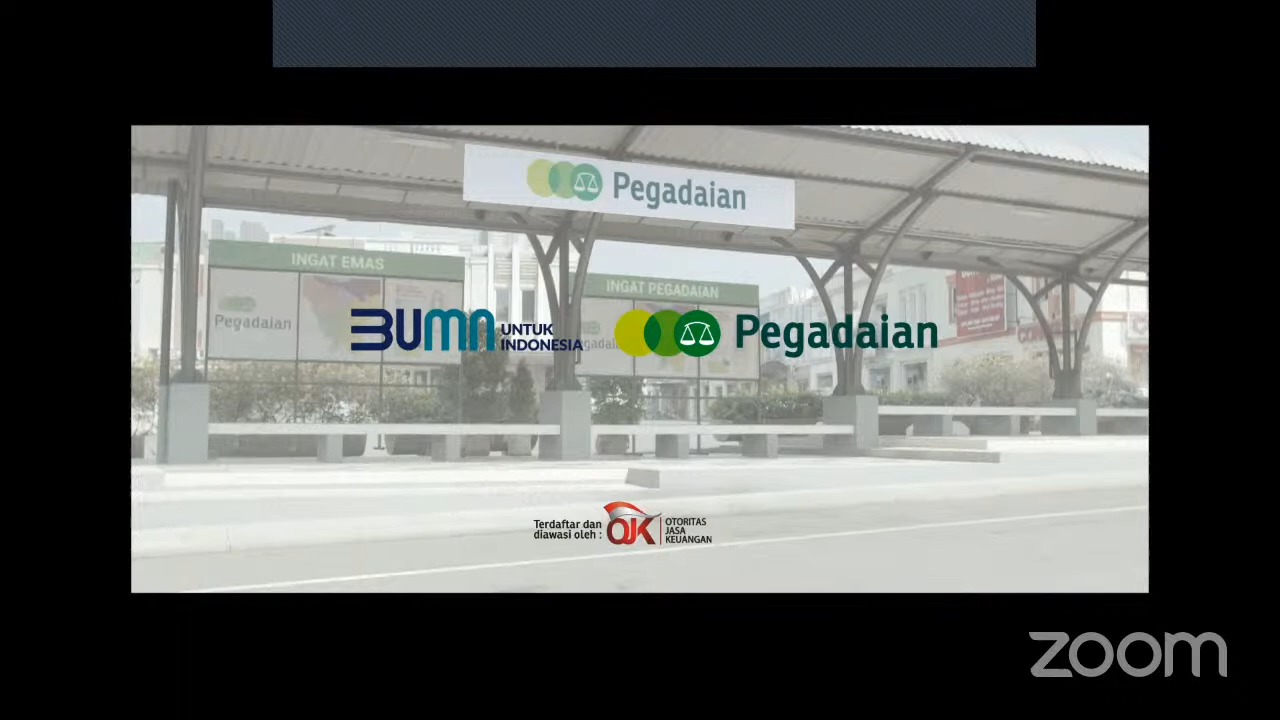 Pegadaian
INGAT EMAS
INGAT PEGADAIAN
Pegadaian
BUMN
UNTUK
INDONESIA
Pegadaian
Terdaftar dan
diawasi oleh :
OJK
OTORITAS
JASA
KEUANGAN
zoom